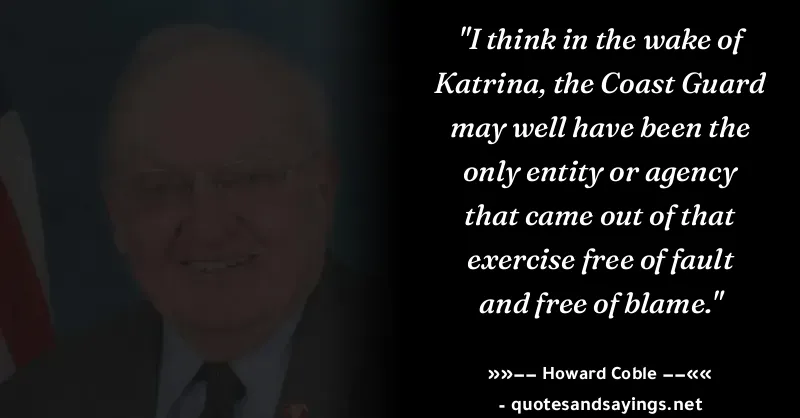 "I think in the wake of
Katrina, the Coast Guard
may well have been the
only entity or agency
that came out of that
exercise free of fault
and free of blame."
»»–– Howard Coble ––««
- quotesandsayings.net